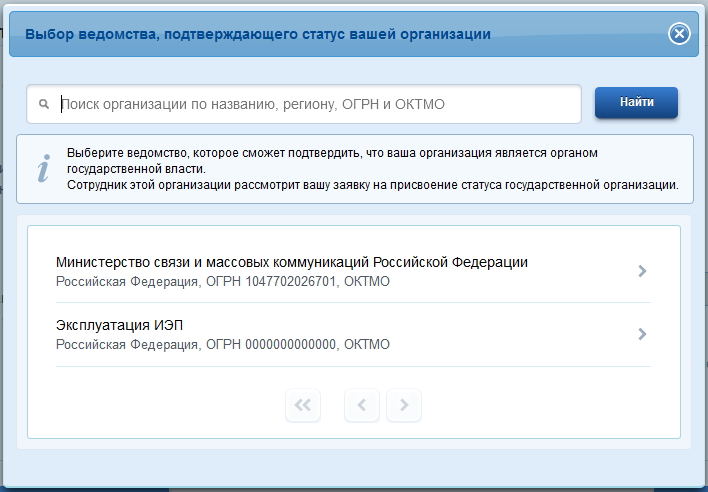 Выбор ведомства, подтверждающего статус вашей организации
Поиск организации по названию, региону, ОГРН и ОКТМО
Найти
Выберите ведомство, которое сможет подтвердить, что ваша организация является органом
государственной власти.
Сотрудник этой организации рассмотрит вашу заявку на присвоение статуса государственной организации.
Министерство связи и массовых коммуникаций Российской Федерации
Российская Федерация, ОГРН 1047702026701, ОКТМО
Эксплуатация ИЭП
Российская Федерация, ОГРН 0000000000000, ОКТМО